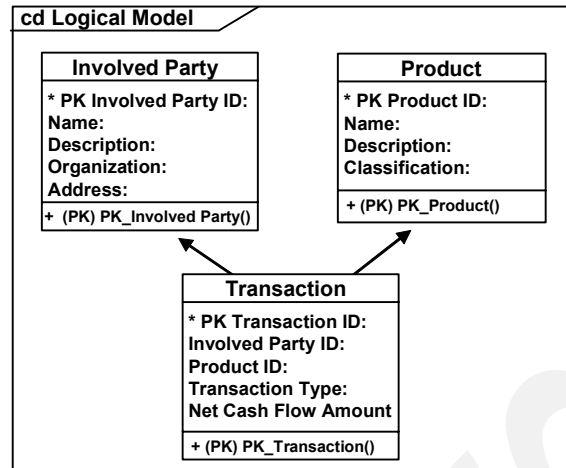 cd Logical Model
Involved Party
* PK Involved Party ID:
Name:
Description:
Organization:
Address:
+ (PK) PK_Involved Party()
Product
* PK Product ID:
Name:
Description:
Classification:
+ (PK) PK_Product()
Transaction
* PK Transaction ID:
Involved Party ID:
Product ID:
Transaction Type:
Net Cash Flow Amount
+ (PK) PK_Transaction()